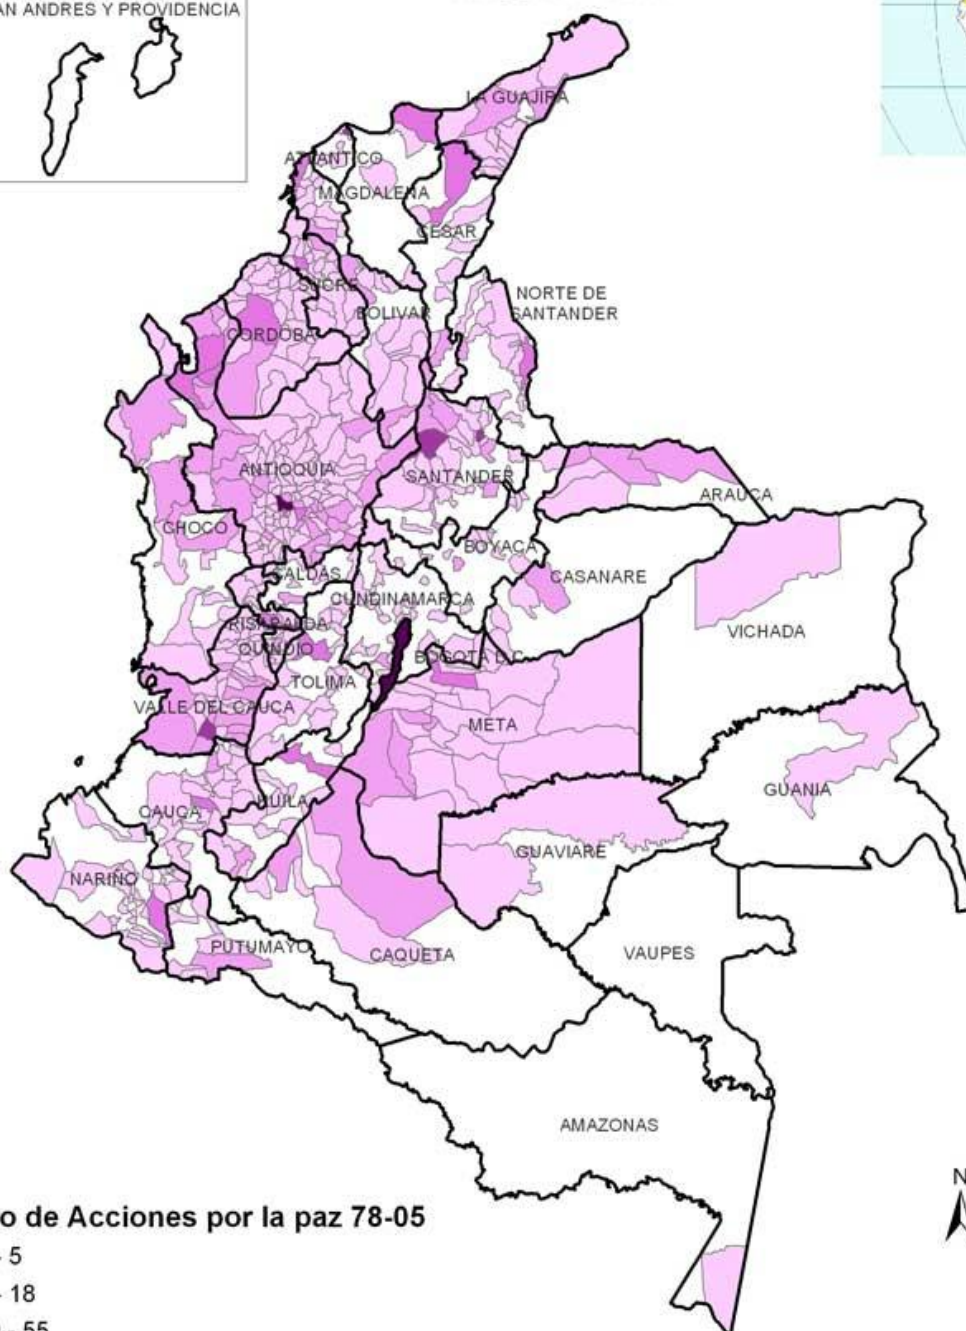 AN ANDRES Y PROVIDENCIA
LA GUAJIRA
ATLANTICO
MAGDALENA
CESAR
SUCRE
NORTE DE
SANTANDER
BOLIVAR
CORDOBA
ANTIOQUIA
SANTANDER
ARAUCA
CHOCO
BOYACA
CALDAS
CASANARE
CUNDINAMARCA
RISARALDA
VICHADA
QUINDIO
BOGOTA D.C.
TOLIMA
VALLE DEL CAUCA
META
GUANIA
CAUCA
HUILA
GUAVIARE
NARIÑO
PUTUMAYO
CAQUETA
VAUPES
AMAZONAS
N
o de Acciones por la paz 78-05
- 5
- 18
- 55